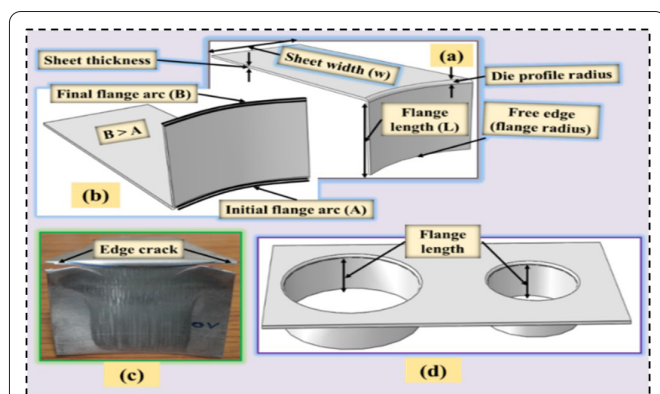 (a)
Sheet thickness
Sheet width (w)
Die profile radius
Final flange arc (B)
B > A
Flange
length (L)
Free edge
(flange radius)
(b)
Initial flange arc (A)
Edge crack
OV
(c)
Flange
length
(d)